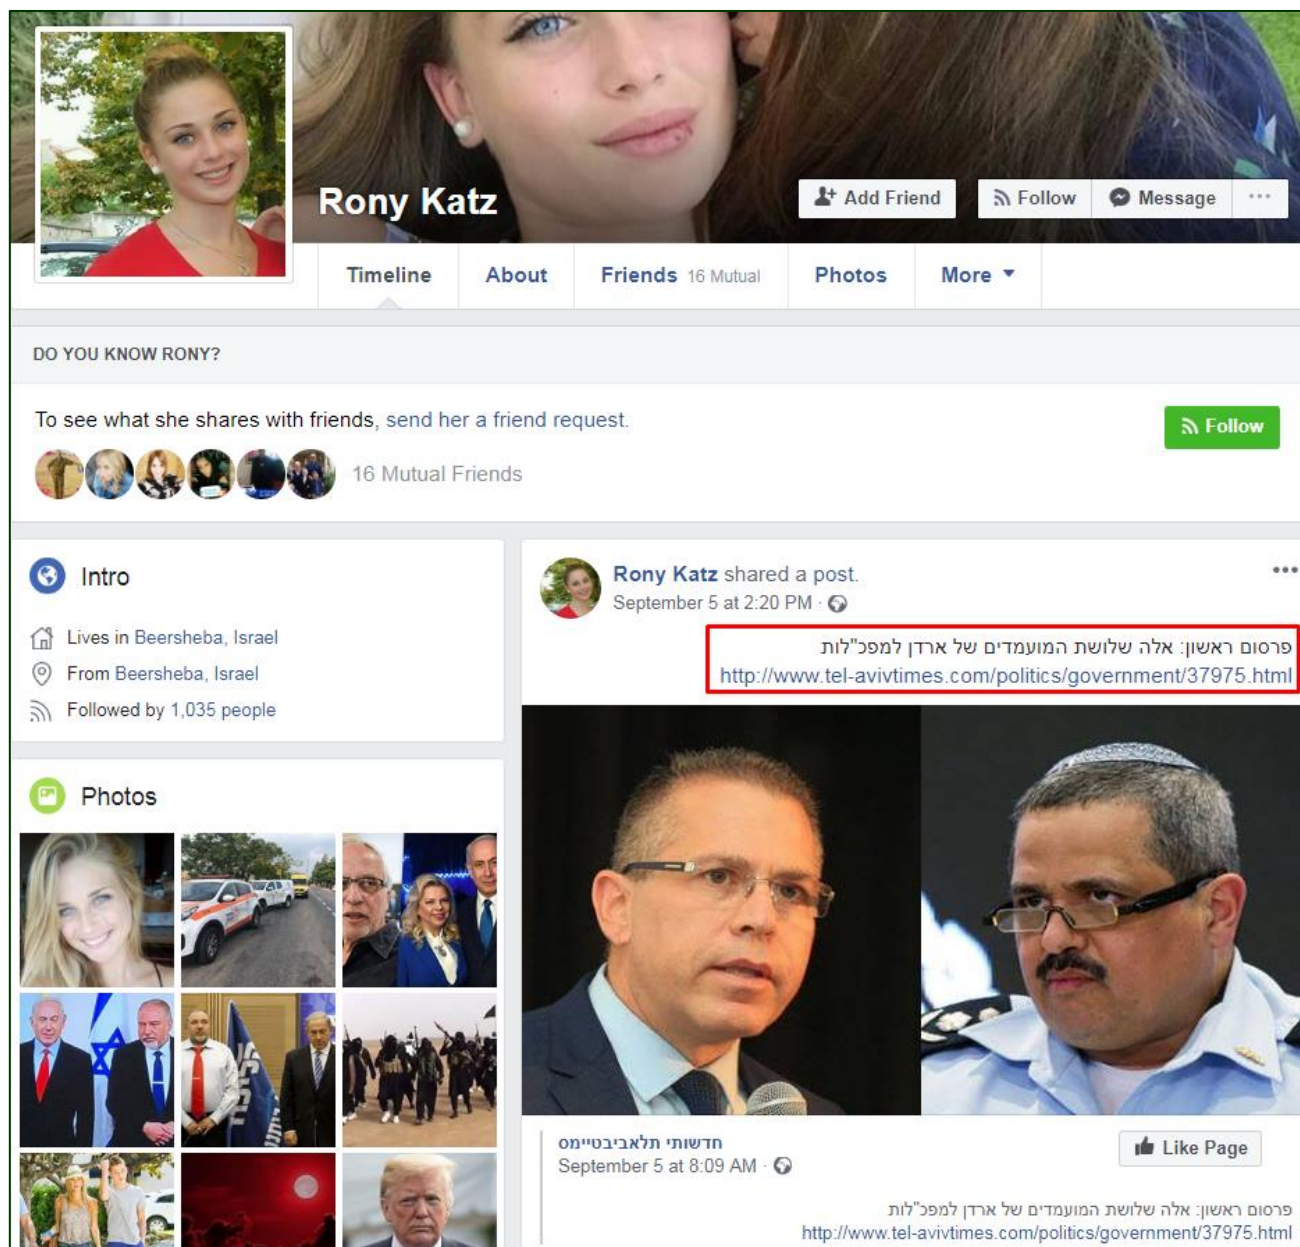 Rony Katz
Add Friend
Follow
Message
Timeline
About
Friends 16 Mutual
Photos
More
DO YOU KNOW RONY?
To see what she shares with friends, send her a friend request.
Follow
16 Mutual Friends
Intro
Lives in Beersheba, Israel
From Beersheba, Israel
Followed by 1,035 people
Photos
Rony Katz shared a post.
September 5 at 2:20 PM ·
פרסום ראשון: אלה שלושת המועמדים של ארדן למפכ"לות
http://www.tel-avivtimes.com/politics/government/37975.html
חדשותי תלאביבטיימס
September 5 at 8:09 AM ·
Like Page
פרסום ראשון: אלה שלושת המועמדים של ארדן למפכ"לות
http://www.tel-avivtimes.com/politics/government/37975.html